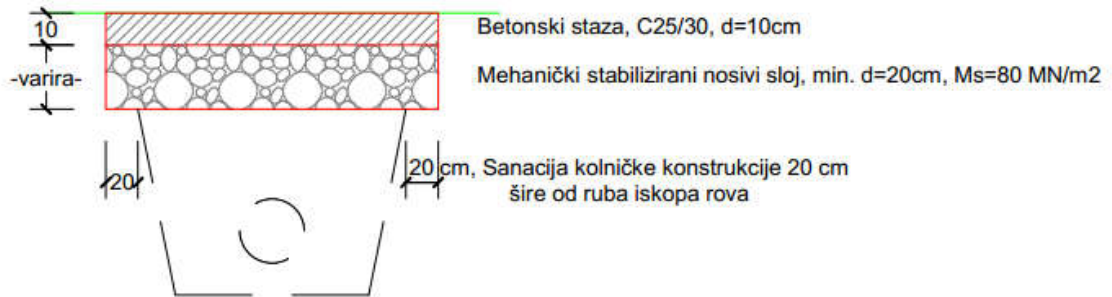 10
Betonski staza, C25/30, d=10cm
-varira-
Mehanički stabilizirani nosivi sloj, min. d=20cm, Ms=80 MN/m2
20
20 cm, Sanacija kolničke konstrukcije 20 cm
šire od ruba iskopa rova